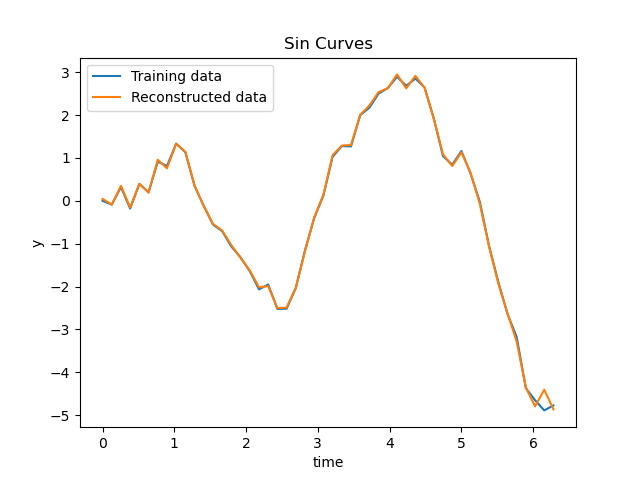 Sin Curves
Training data
Reconstructed data
3
2
1
0
−1
−2
−3
−4
−5
y
0 1 2 3 4 5 6
time